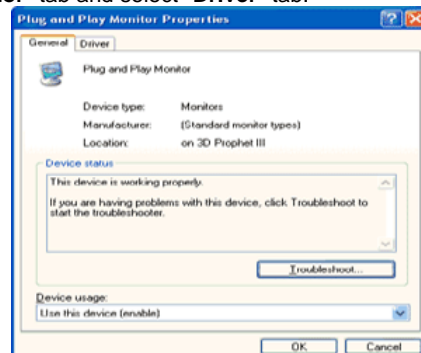 tab and select "Driver" tab.
Plug and Play Monitor Properties
General Driver
Plug and Play Monitor
Device type: Monitors
Manufacturer: (Standard monitor types)
Location: on 3D Prophet III
Device status
This device is working properly.
If you are having problems with this device, click Troubleshoot to
start the troubleshooter.
Troubleshoot...
Device usage:
Use this device (enable)
OK Cancel